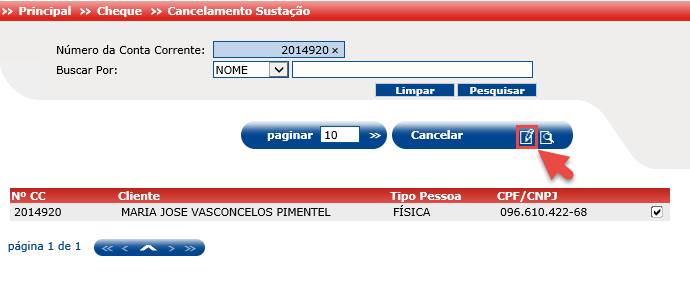 >> Principal >> Cheque >> Cancelamento Sustação
Número da Conta Corrente: 2014920 ×
Buscar Por: NOME
Limpar Pesquisar
paginar 10 >> Cancelar
Nº CC Cliente Tipo Pessoa CPF/CNPJ
2014920 MARIA JOSE VASCONCELOS PIMENTEL FÍSICA 096.610.422-68
página 1 de 1 << < > >>